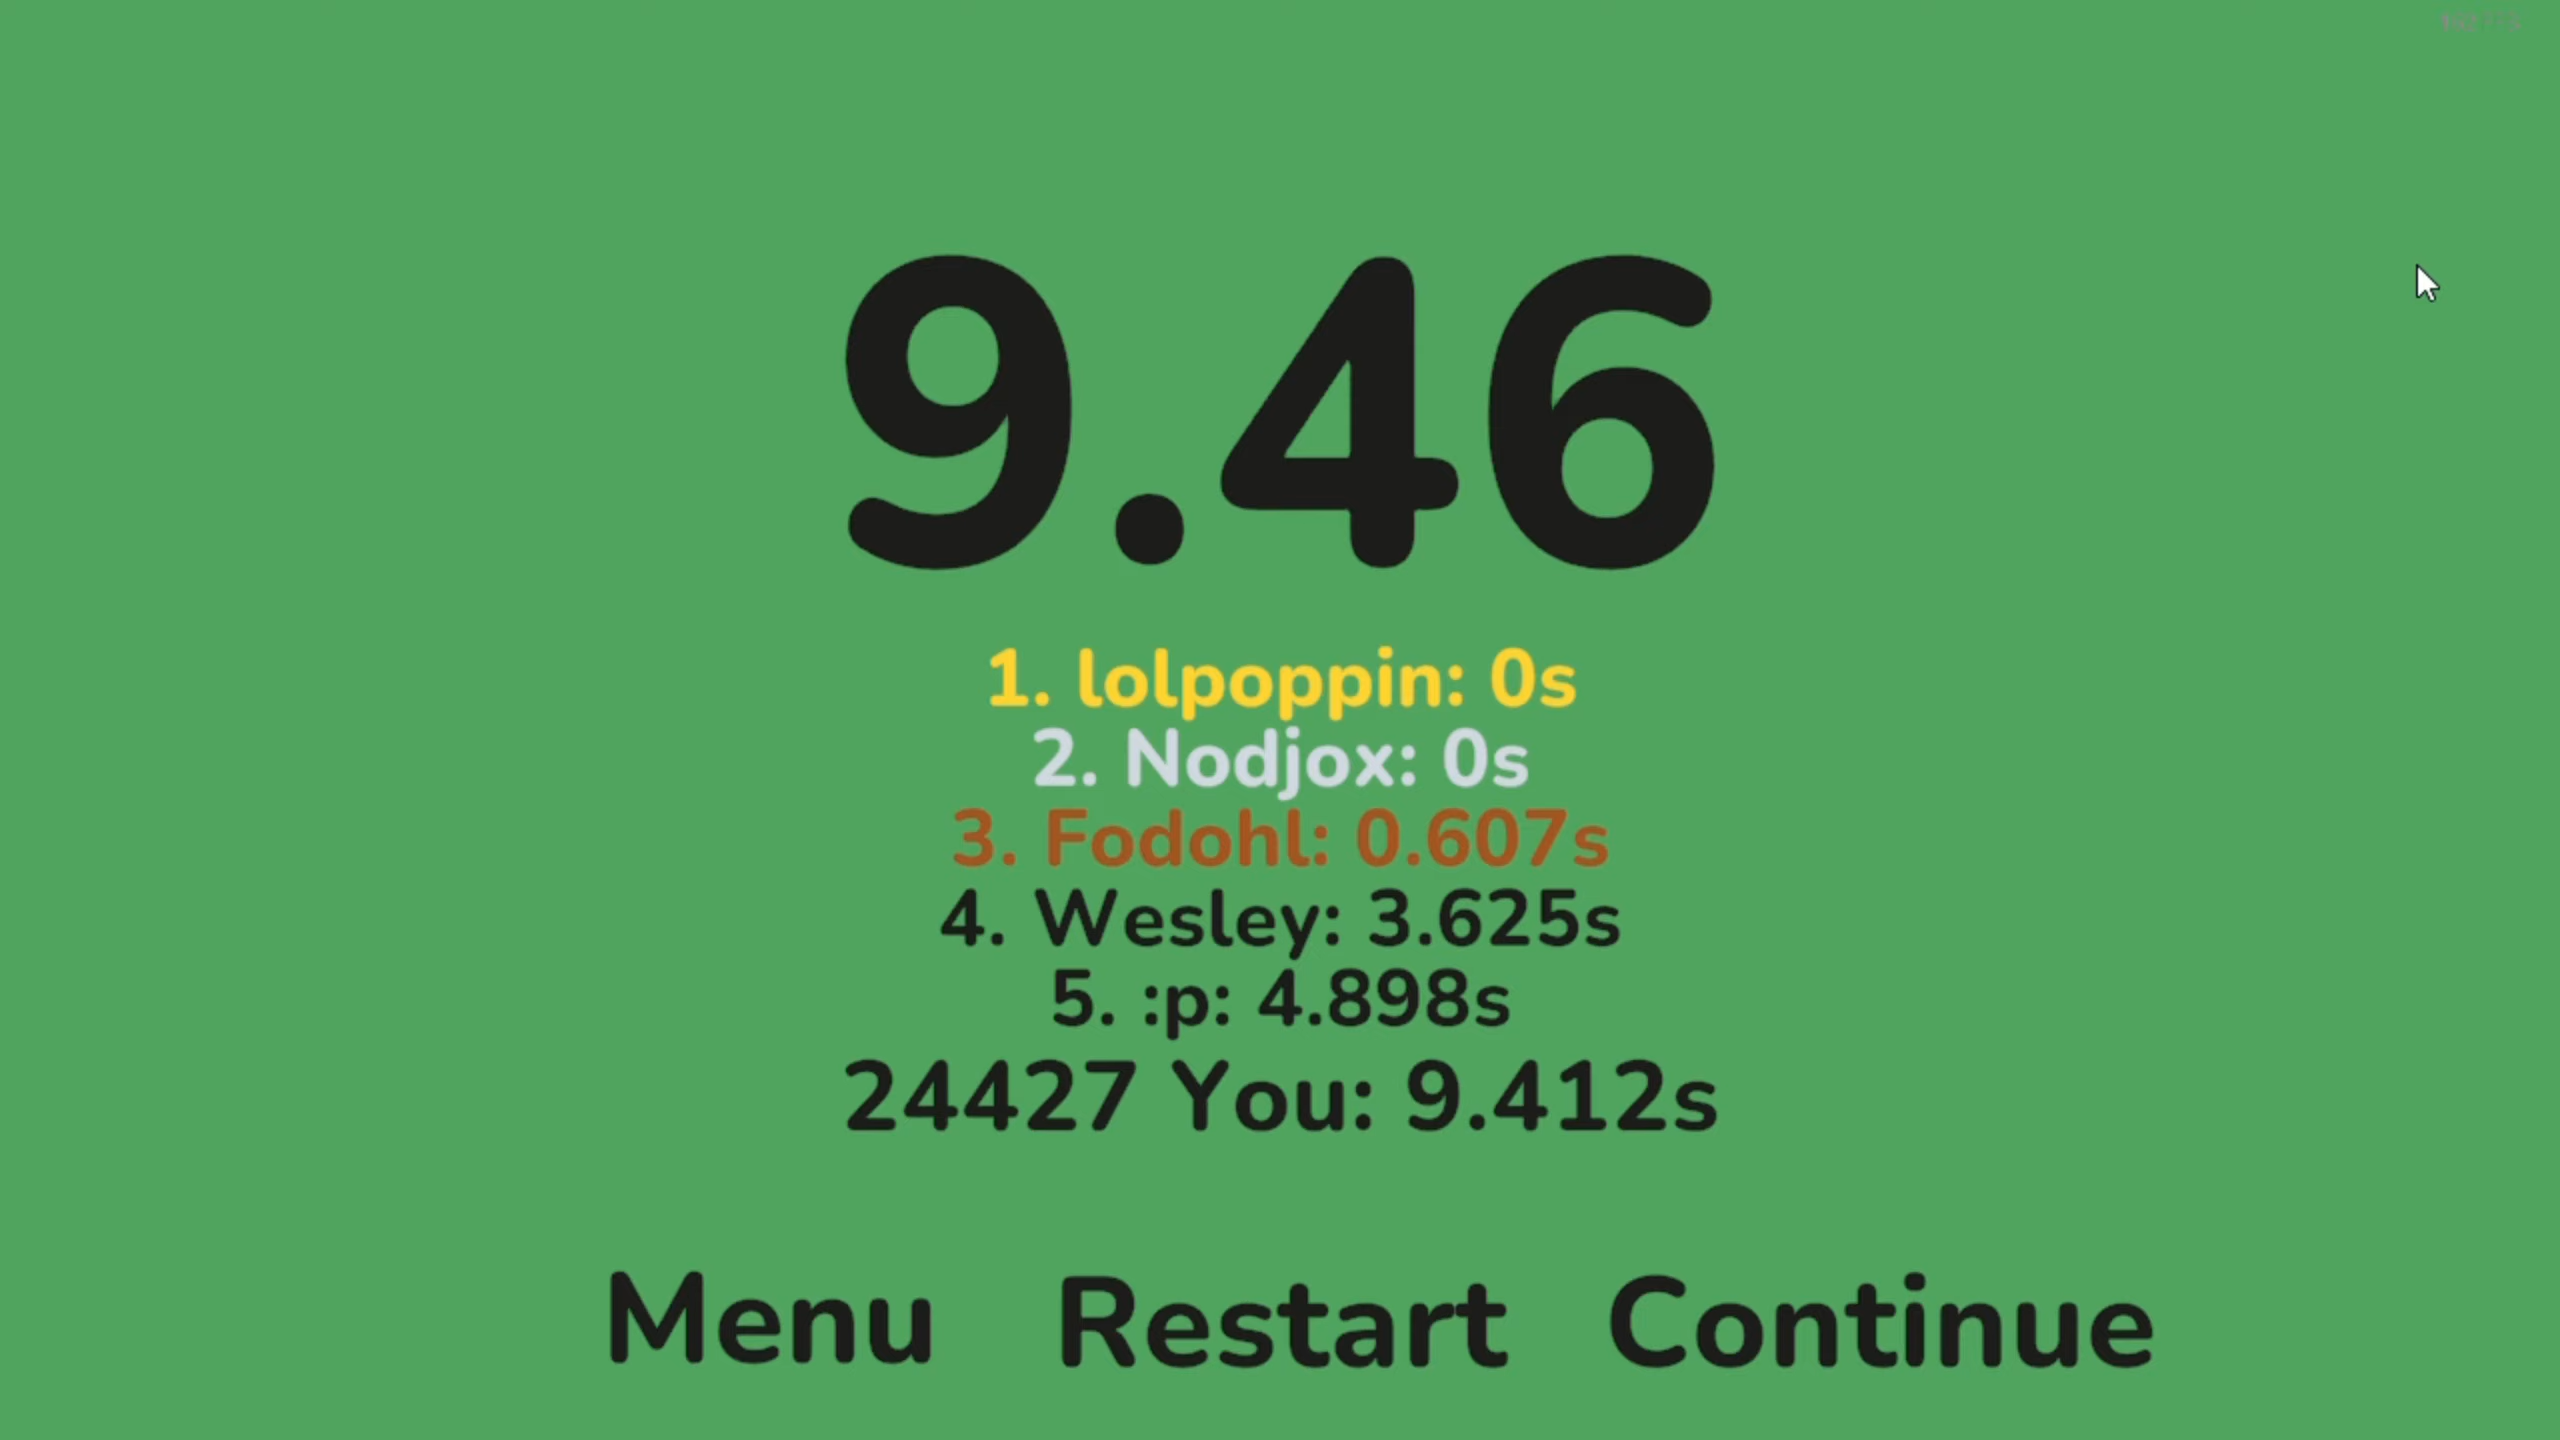 9.46
1. lolpoppin: 0s
2. Nodjox: 0s
3. Fodohl: 0.607s
4. Wesley: 3.625s
5. :p: 4.898s
24427 You: 9.412s
Menu Restart Continue